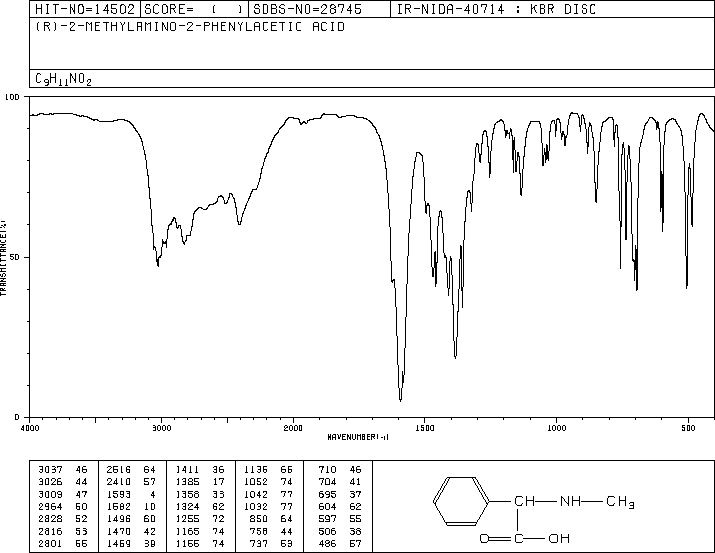 HIT-NO=14502 SCORE= ( ) SDBS-NO=28745 IR-NIDA-40714 : KBR DISC
(R)-2-METHYLAMINO-2-PHENYLACETIC ACID
C9H11NO2
100
50
0
TRANSMITTANCE(%)
4000 3000 2000 1500 1000 500
WAVENUMBER(-1)
3037 46 2516 64 1411 36 1136 66 710 46
3026 44 2410 57 1385 17 1052 74 704 41
3009 47 1593 4 1358 33 1042 77 695 37
2964 50 1582 10 1324 62 1032 77 604 62
2828 52 1496 60 1255 72 850 64 597 55
2816 53 1470 42 1165 74 758 44 506 38
2801 55 1459 39 1155 74 737 53 486 57
CH NH CH3
O C OH